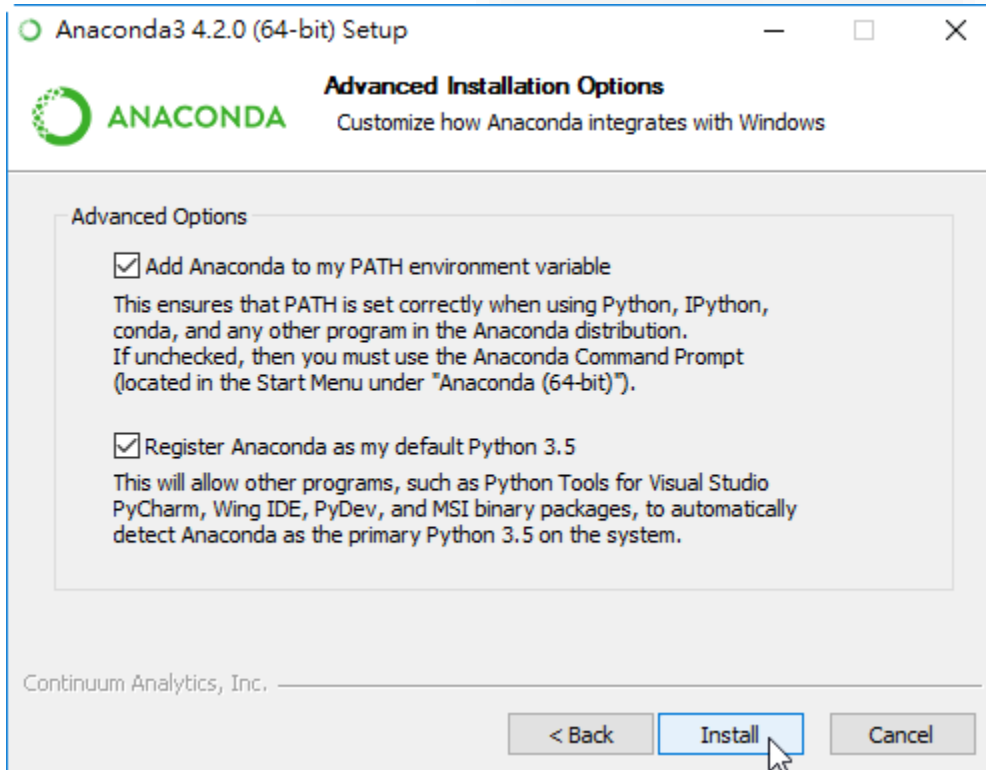 Anaconda3 4.2.0 (64-bit) Setup
ANACONDA
Advanced Installation Options
Customize how Anaconda integrates with Windows
Advanced Options
Add Anaconda to my PATH environment variable
This ensures that PATH is set correctly when using Python, IPython,
conda, and any other program in the Anaconda distribution.
If unchecked, then you must use the Anaconda Command Prompt
(located in the Start Menu under "Anaconda (64-bit)").
Register Anaconda as my default Python 3.5
This will allow other programs, such as Python Tools for Visual Studio
PyCharm, Wing IDE, PyDev, and MSI binary packages, to automatically
detect Anaconda as the primary Python 3.5 on the system.
Continuum Analytics, Inc.
< Back Install Cancel